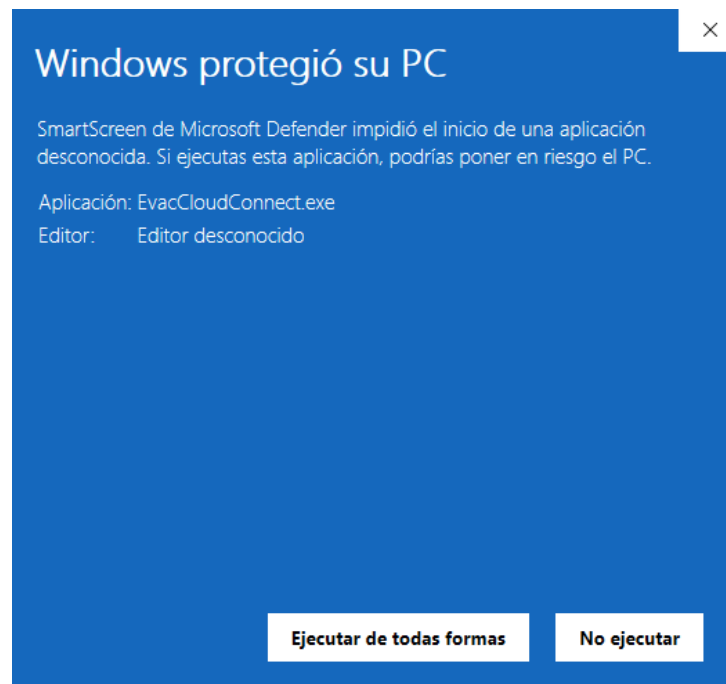 Windows protegió su PC
SmartScreen de Microsoft Defender impidió el inicio de una aplicación
desconocida. Si ejecutas esta aplicación, podrías poner en riesgo el PC.
Aplicación: EvacCloudConnect.exe
Editor: Editor desconocido
Ejecutar de todas formas
No ejecutar